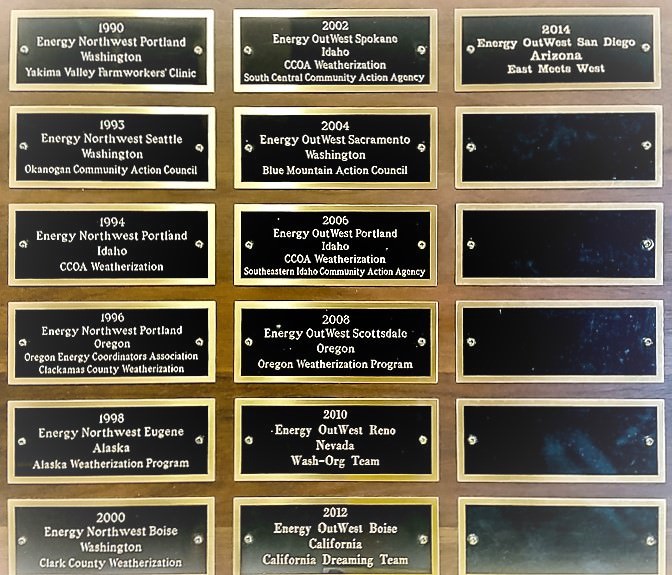 1990
Energy Northwest Portland
Washington
Yakima Valley Farmworkers' Clinic
1993
Energy Northwest Seattle
Washington
Okanogan Community Action Council
1994
Energy Northwest Portland
Idaho
CCOA Weatherization
1996
Energy Northwest Portland
Oregon
Oregon Energy Coordinators Association
Clackamas County Weatherization
1998
Energy Northwest Eugene
Alaska
Alaska Weatherization Program
2000
Energy Northwest Boise
Washington
Clark County Weatherization
2002
Energy OutWest Spokane
Idaho
CCOA Weatherization
South Central Community Action Agency
2004
Energy OutWest Sacramento
Washington
Blue Mountain Action Council
2006
Energy OutWest Portland
Idaho
CCOA Weatherization
Southeastern Idaho Community Action Agency
2008
Energy OutWest Scottsdale
Oregon
Oregon Weatherization Program
2010
Energy OutWest Reno
Nevada
Wash-Org Team
2012
Energy OutWest Boise
California
California Dreaming Team
2014
Energy OutWest San Diego
Arizona
East Meets West